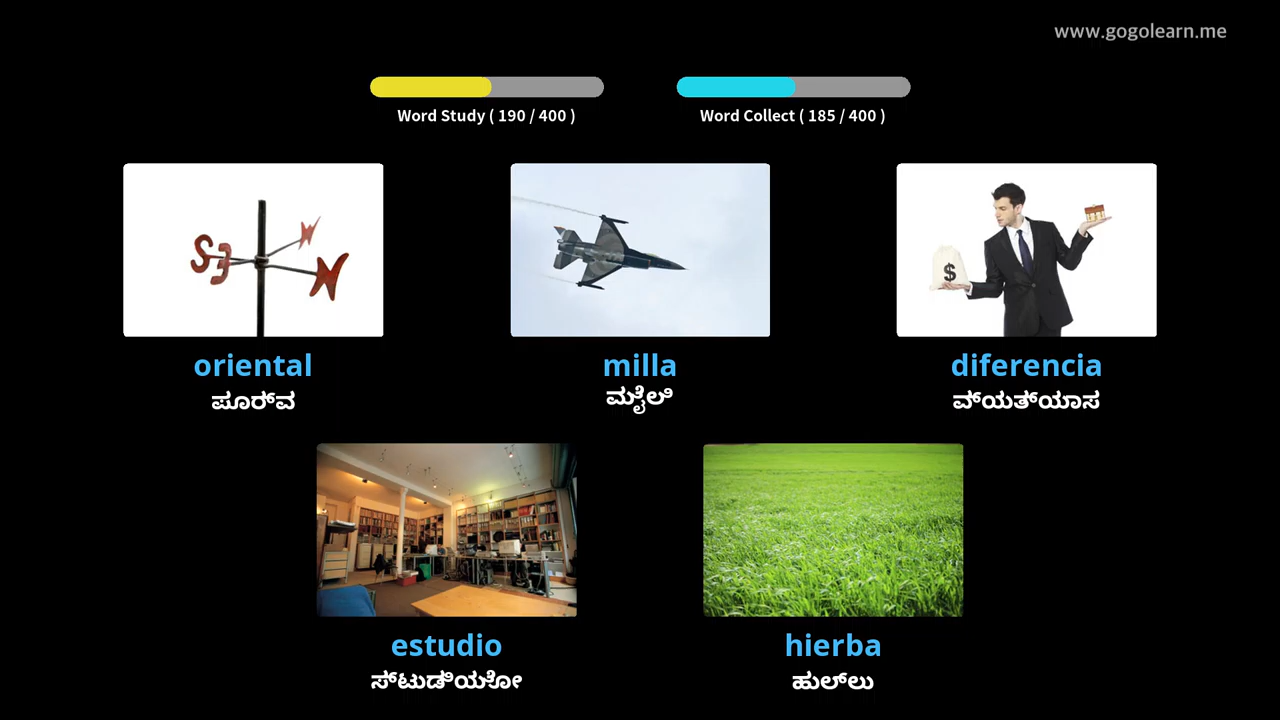 www.gogolearn.me
Word Study ( 190 / 400 )
Word Collect ( 185 / 400 )
oriental
ಪೂರ್‌ವ
milla
ಮೈಲಿ
diferencia
ವ್‌ಯತ್‌ಯಾಸ
estudio
ಸ್‌ಟುಡಿಯೋ
hierba
ಹುಲ್‌ಲು